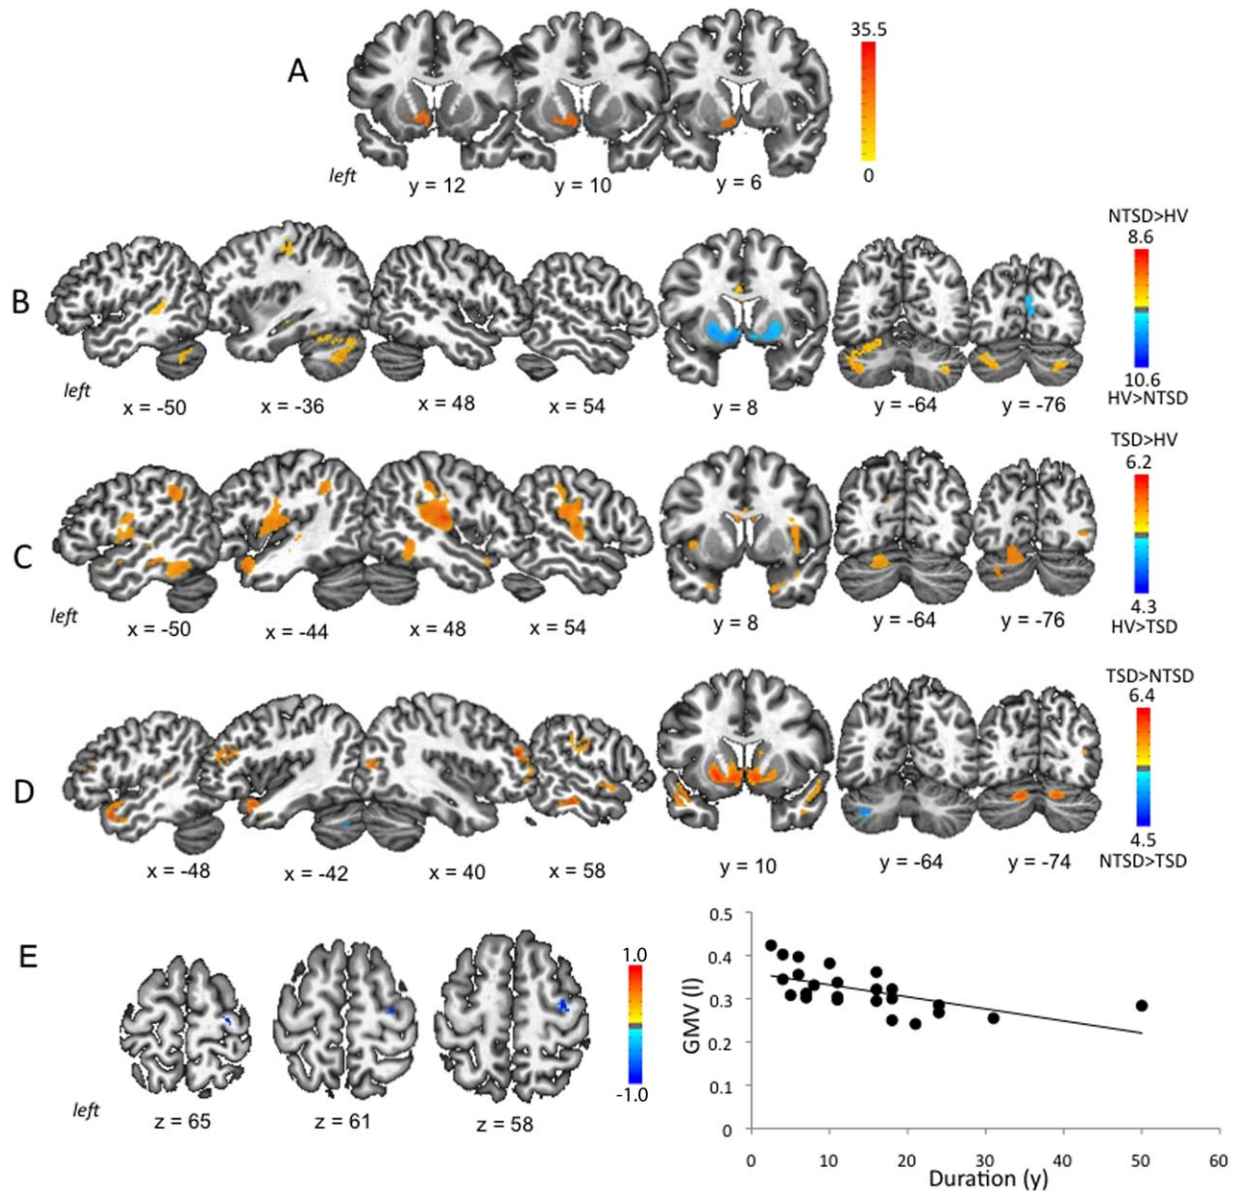 A
35.5
0
left
y = 12
y = 10
y = 6
B
NTSD>HV
8.6
10.6
HV>NTSD
left
x = -50
x = -36
x = 48
x = 54
y = 8
y = -64
y = -76
C
TSD>HV
6.2
4.3
HV>TSD
left
x = -50
x = -44
x = 48
x = 54
y = 8
y = -64
y = -76
D
TSD>NTSD
6.4
4.5
NTSD>TSD
x = -48
x = -42
x = 40
x = 58
y = 10
y = -64
y = -74
E
1.0
-1.0
left
z = 65
z = 61
z = 58
GMV (l)
0.5
0.4
0.3
0.2
0.1
0
0 10 20 30 40 50 60
Duration (y)